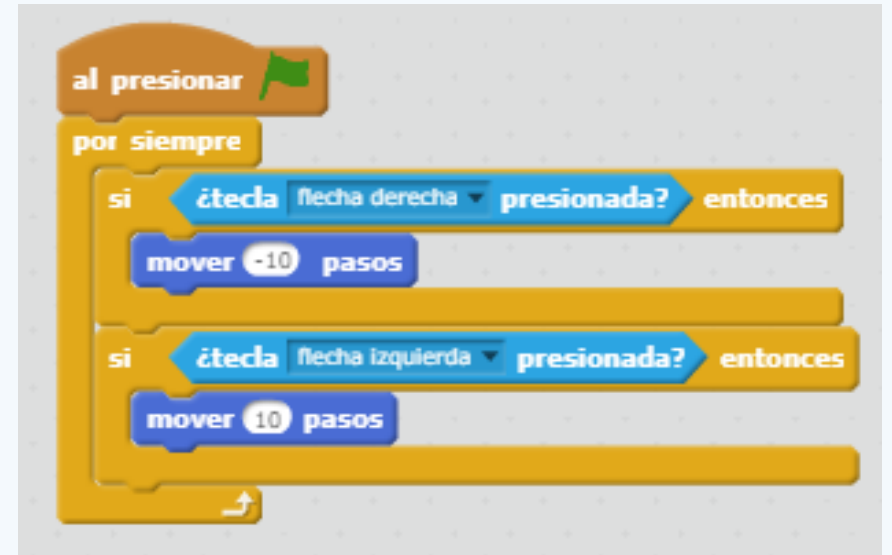 al presionar
por siempre
si ¿tecla flecha derecha presionada? entonces
mover -10 pasos
si ¿tecla flecha izquierda presionada? entonces
mover 10 pasos